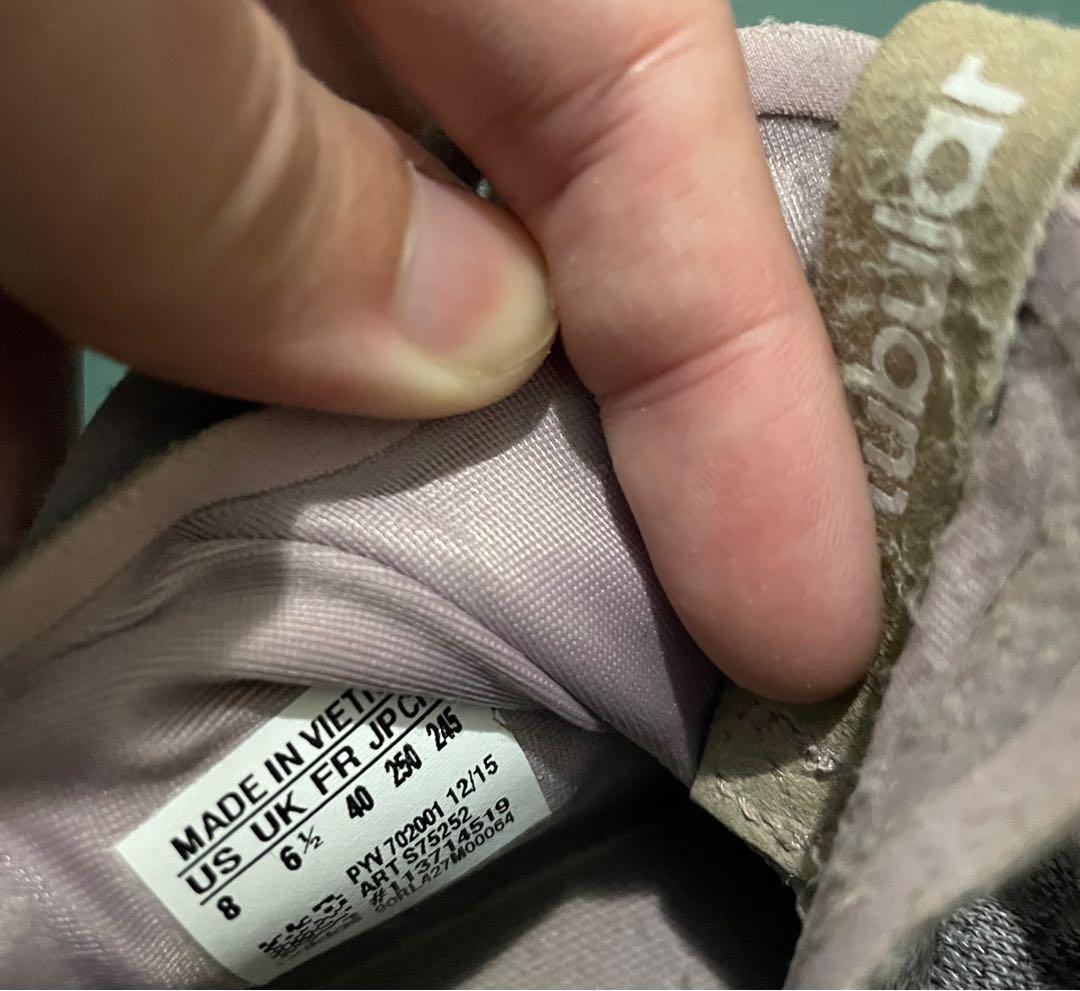 tubular
MADE IN VIET
US UK FR JP C
8 6½ 40 250 245
PYV 702001 12/15
ART S75252
#113714519